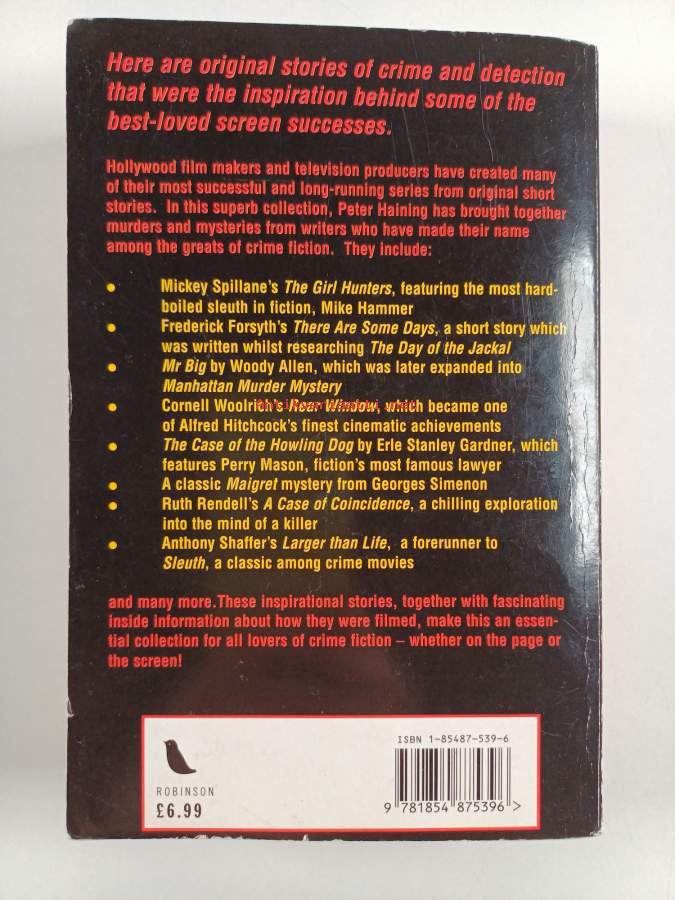 Here are original stories of crime and detection
that were the inspiration behind some of the
best-loved screen successes.
Hollywood film makers and television producers have created many
of their most successful and long-running series from original short
stories. In this superb collection, Peter Haining has brought together
murders and mysteries from writers who have made their name
among the greats of crime fiction. They include:
• Mickey Spillane's The Girl Hunters, featuring the most hard-
boiled sleuth in fiction, Mike Hammer
• Frederick Forsyth's There Are Some Days, a short story which
was written whilst researching The Day of the Jackal
• Mr Big by Woody Allen, which was later expanded into
Manhattan Murder Mystery
• Cornell Woolrich's Rear Window, which became one
of Alfred Hitchcock's finest cinematic achievements
• The Case of the Howling Dog by Erle Stanley Gardner, which
features Perry Mason, fiction's most famous lawyer
• A classic Maigret mystery from Georges Simenon
• Ruth Rendell's A Case of Coincidence, a chilling exploration
into the mind of a killer
• Anthony Shaffer's Larger than Life, a forerunner to
Sleuth, a classic among crime movies
and many more.These inspirational stories, together with fascinating
inside information about how they were filmed, make this an essen-
tial collection for all lovers of crime fiction – whether on the page or
the screen!
ISBN 1-85487-539-6
ROBINSON
£6.99
9 781854 875396 >